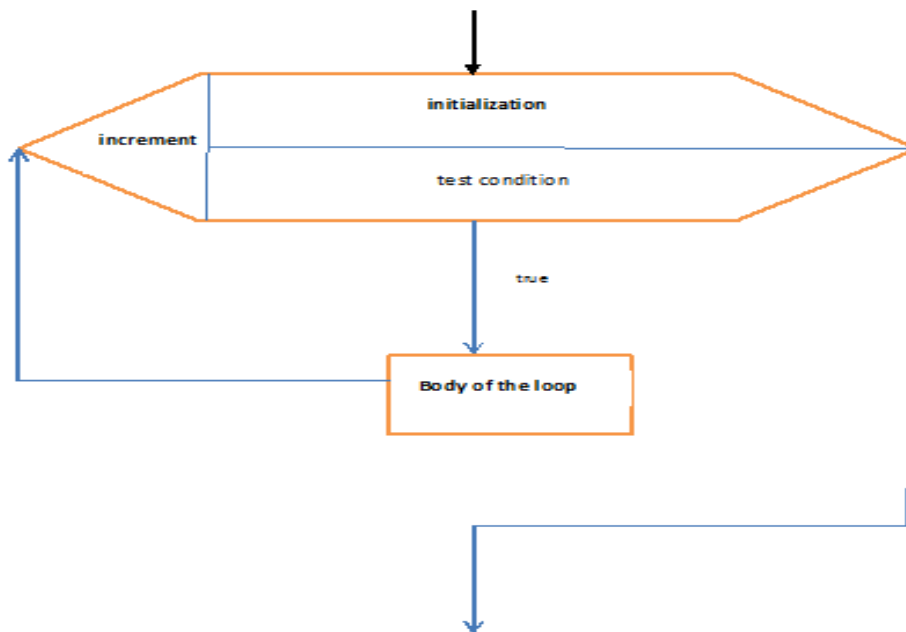 initialization
increment
test condition
true
Body of the loop